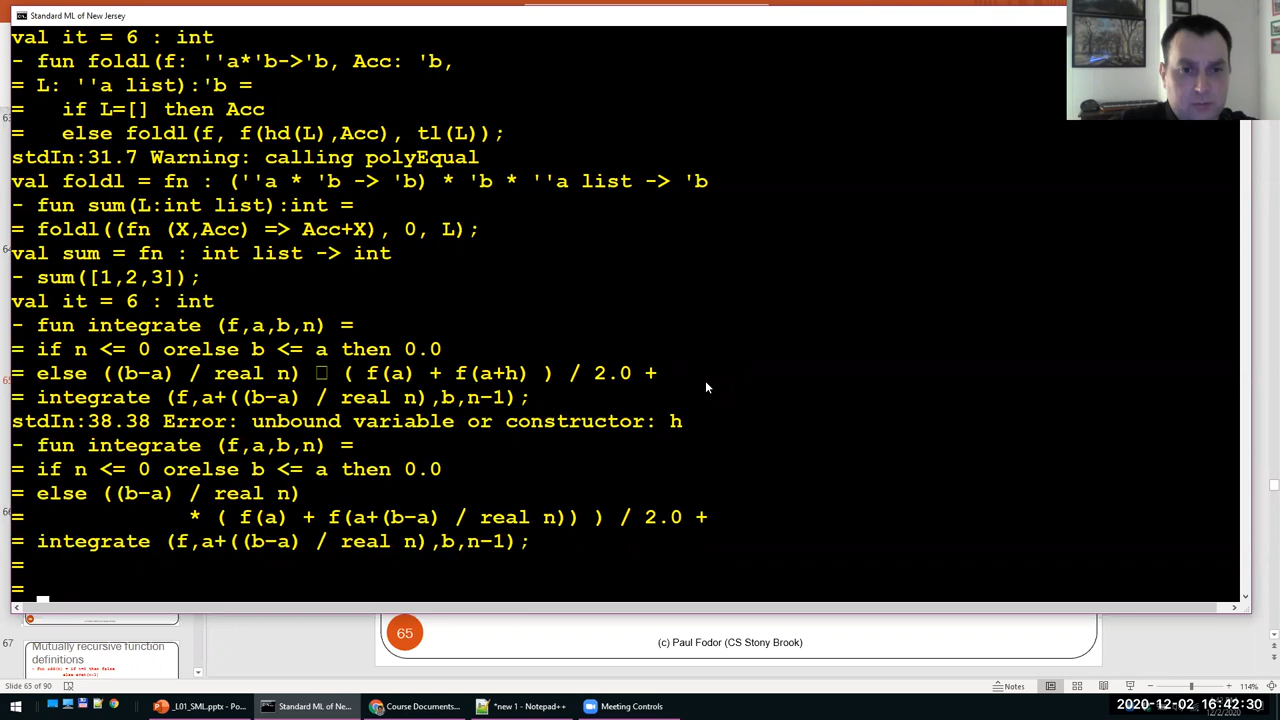 Standard ML of New Jersey
val it = 6 : int
- fun foldl(f: ''a*'b->'b, Acc: 'b,
= L: ''a list):'b =
=   if L=[] then Acc
=   else foldl(f, f(hd(L),Acc), tl(L));
stdIn:31.7 Warning: calling polyEqual
val foldl = fn : (''a * 'b -> 'b) * 'b * ''a list -> 'b
- fun sum(L:int list):int =
= foldl((fn (X,Acc) => Acc+X), 0, L);
val sum = fn : int list -> int
- sum([1,2,3]);
val it = 6 : int
- fun integrate (f,a,b,n) =
= if n <= 0 orelse b <= a then 0.0
= else ((b-a) / real n) □ ( f(a) + f(a+h) ) / 2.0 +
= integrate (f,a+((b-a) / real n),b,n-1);
stdIn:38.38 Error: unbound variable or constructor: h
- fun integrate (f,a,b,n) =
= if n <= 0 orelse b <= a then 0.0
= else ((b-a) / real n)
=             * ( f(a) + f(a+(b-a) / real n)) ) / 2.0 +
= integrate (f,a+((b-a) / real n),b,n-1);
=
=
65
(c) Paul Fodor (CS Stony Brook)
67
Mutually recursive function
definitions
Slide 65 of 90
Notes
114%
_L01_SML.pptx - Po...
Standard ML of Ne...
Course Documents...
*new 1 - Notepad++
Meeting Controls
2020-12-02 16:42:30